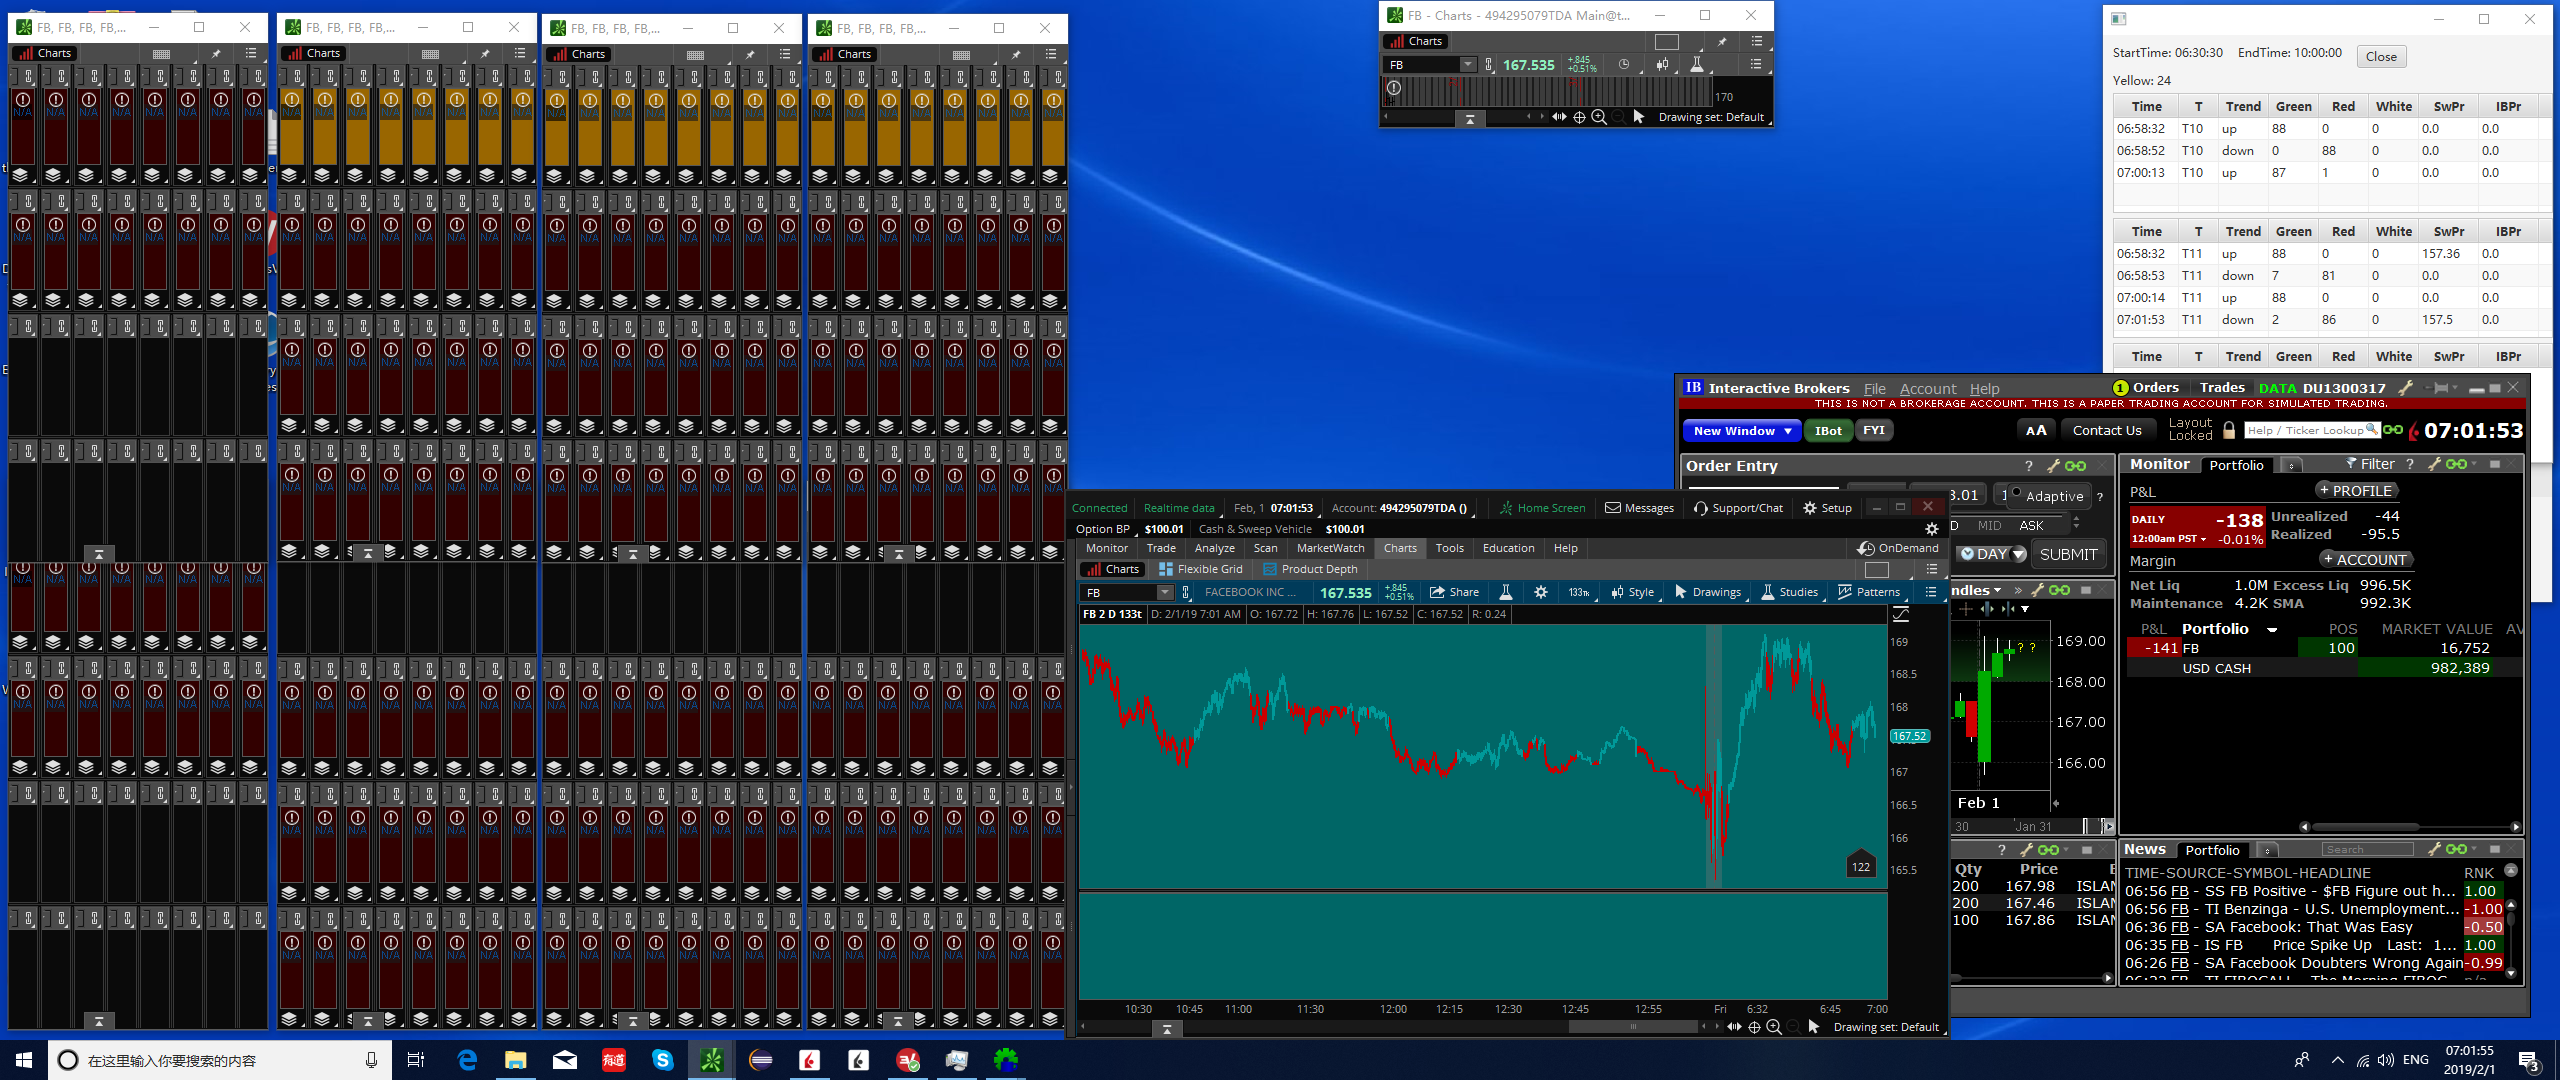 FB, FB, FB, FB,...
FB, FB, FB, FB,...
FB, FB, FB, FB,...
FB, FB, FB, FB,...
Charts
Charts
Charts
Charts
FB - Charts - 494295079TDA Main@t...
Charts
FB 167.535 +.845 +0.51%
170
Drawing set: Default
StartTime: 06:30:30 EndTime: 10:00:00 Close
Yellow: 24
Time T Trend Green Red White SwPr IBPr
06:58:32 T10 up 88 0 0 0.0 0.0
06:58:52 T10 down 0 88 0 0.0 0.0
07:00:13 T10 up 87 1 0 0.0 0.0
Time T Trend Green Red White SwPr IBPr
06:58:32 T11 up 88 0 0 157.36 0.0
06:58:53 T11 down 7 81 0 0.0 0.0
07:00:14 T11 up 88 0 0 0.0 0.0
07:01:53 T11 down 2 86 0 157.5 0.0
Time T Trend Green Red White SwPr IBPr
IB Interactive Brokers File Account Help 1 Orders Trades DATA DU1300317
THIS IS NOT A BROKERAGE ACCOUNT. THIS IS A PAPER TRADING ACCOUNT FOR SIMULATED TRADING.
New Window IBot FYI AA Contact Us Layout Locked Help / Ticker Lookup 07:01:53
Order Entry ?
3.01 Adaptive ?
MID ASK
DAY SUBMIT
Monitor Portfolio Filter ?
P&L + PROFILE
DAILY -138 Unrealized -44
12:00am PST -0.01% Realized -95.5
Margin + ACCOUNT
Net Liq 1.0M Excess Liq 996.5K
Maintenance 4.2K SMA 992.3K
P&L Portfolio POS MARKET VALUE AV
-141 FB 100 16,752
USD CASH 982,389
ndles
169.00
168.00
167.00
166.00
Feb 1
30 Jan 31
Qty Price E
200 167.98 ISLAN
200 167.46 ISLAN
100 167.86 ISLAN
News Portfolio Search
TIME-SOURCE-SYMBOL-HEADLINE RNK
06:56 FB - SS FB Positive - $FB Figure out h... 1.00
06:56 FB - TI Benzinga - U.S. Unemployment... -1.00
06:36 FB - SA Facebook: That Was Easy -0.50
06:35 FB - IS FB Price Spike Up Last: 1... 1.00
06:26 FB - SA Facebook Doubters Wrong Again -0.99
Connected Realtime data Feb, 1 07:01:53 Account: 494295079TDA () Home Screen Messages Support/Chat Setup
Option BP $100.01 Cash & Sweep Vehicle $100.01
Monitor Trade Analyze Scan MarketWatch Charts Tools Education Help OnDemand
Charts Flexible Grid Product Depth
FB FACEBOOK INC ... 167.535 +.845 +0.51% Share 133tk Style Drawings Studies Patterns
FB 2 D 133t D: 2/1/19 7:01 AM O: 167.72 H: 167.76 L: 167.52 C: 167.52 R: 0.24
169
168.5
168
167.52
167
166.5
166
165.5
122
10:30 10:45 11:00 11:30 12:00 12:15 12:30 12:45 12:55 Fri 6:32 6:45 7:00
Drawing set: Default
在这里输入你要搜索的内容
有道
ENG
07:01:55
2019/2/1
3